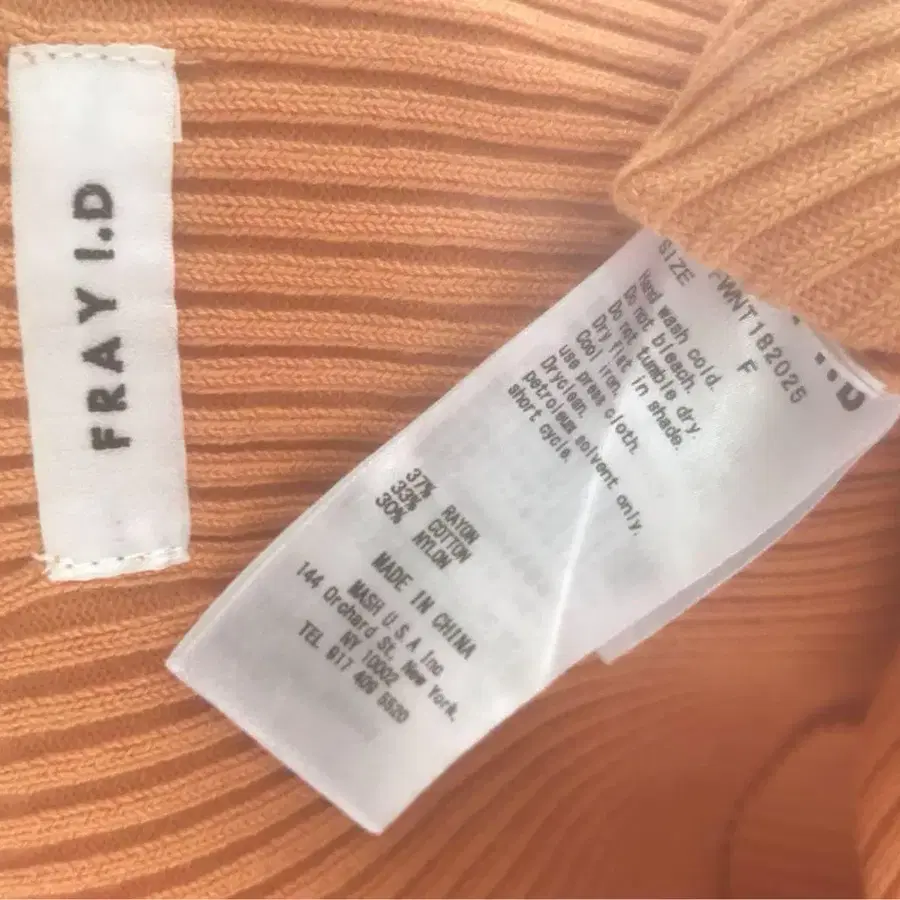 FRAY I.D
FWNT182025
SIZE F
Hand wash cold.
Do not bleach.
Do not tumble dry.
Dry flat in shade.
Cool iron,
use press cloth.
Dryclean,
petroleum solvent only,
short cycle.
37% RAYON
33% COTTON
30% NYLON
MADE IN CHINA
MASH U.S.A Inc
144 Orchard St, New York,
NY 10002
TEL 917 405 5520